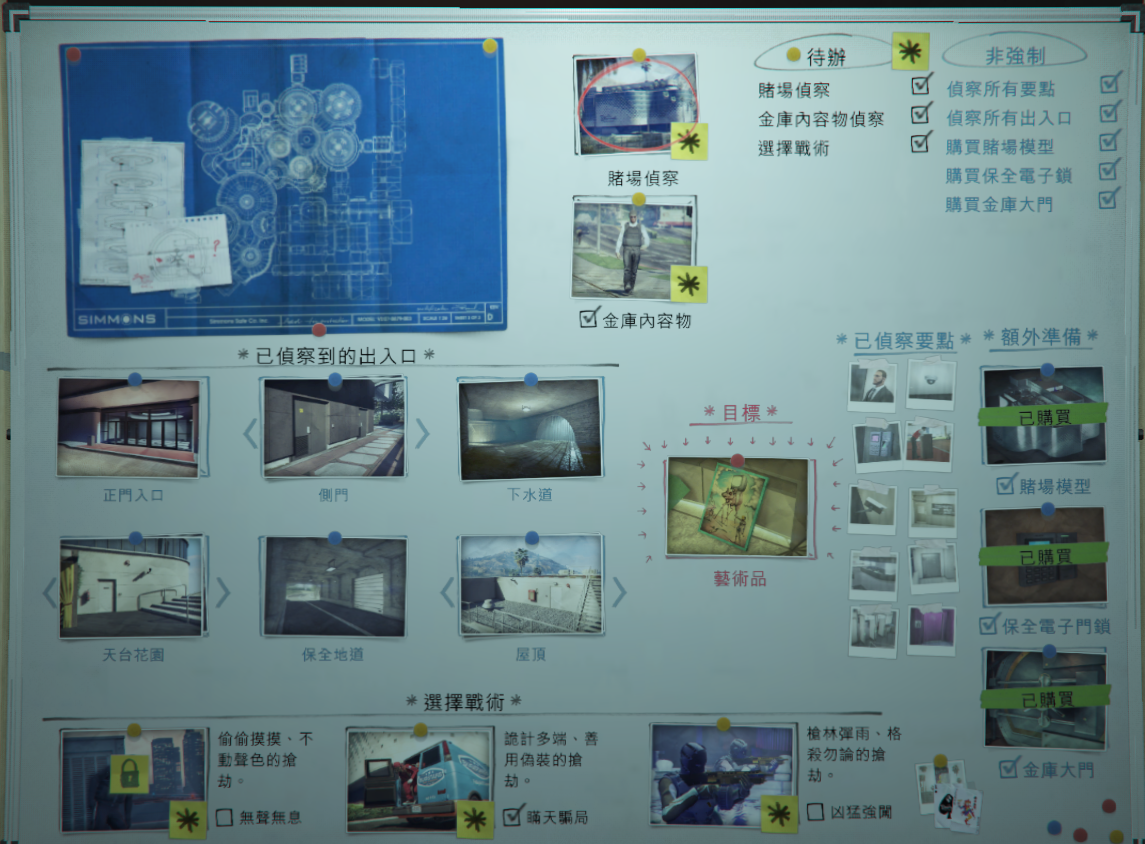 待辦
賭場偵察
金庫內容物偵察
選擇戰術
非強制
偵察所有要點
偵察所有出入口
購買賭場模型
購買保全電子鎖
購買金庫大門
賭場偵察
金庫內容物
SIMMONS
Simmons Safe Co. Inc.
D
*已偵察到的出入口*
正門入口
側門
下水道
天台花園
保全地道
屋頂
*目標*
藝術品
*已偵察要點*
*額外準備*
已購買
賭場模型
已購買
保全電子門鎖
已購買
金庫大門
*選擇戰術*
偷偷摸摸、不
動聲色的搶
劫。
無聲無息
詭計多端、善
用偽裝的搶
劫。
瞞天騙局
槍林彈雨、格
殺勿論的搶
劫。
凶猛強闖